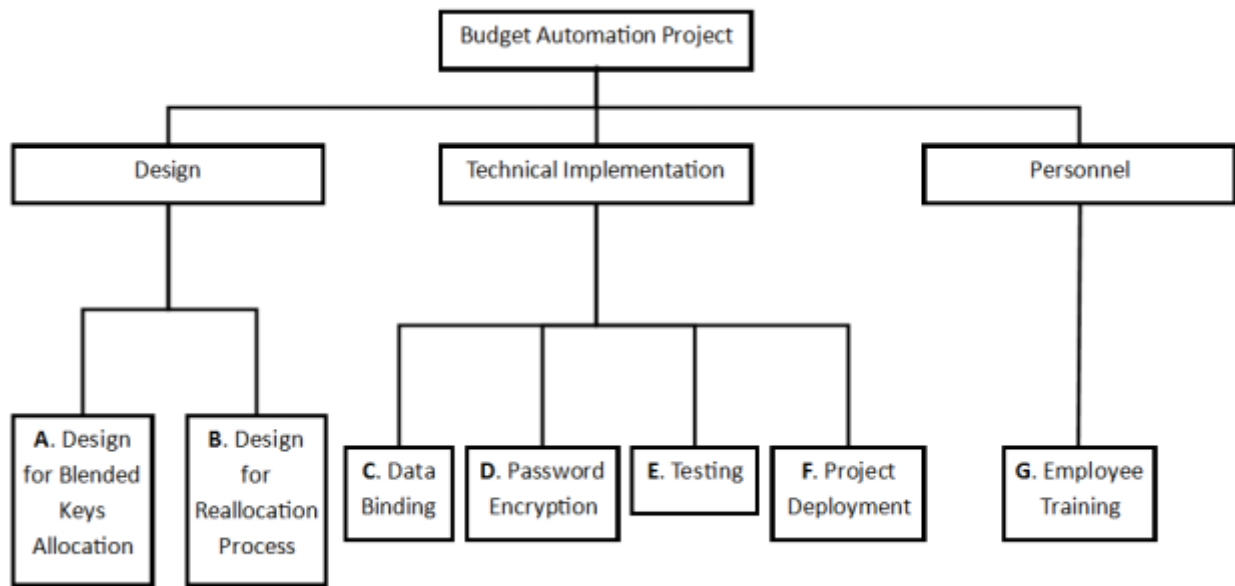 Budget Automation Project
Design
Technical Implementation
Personnel
A. Design
for Blended
Keys
Allocation
B. Design
for
Reallocation
Process
C. Data
Binding
D. Password
Encryption
E. Testing
F. Project
Deployment
G. Employee
Training